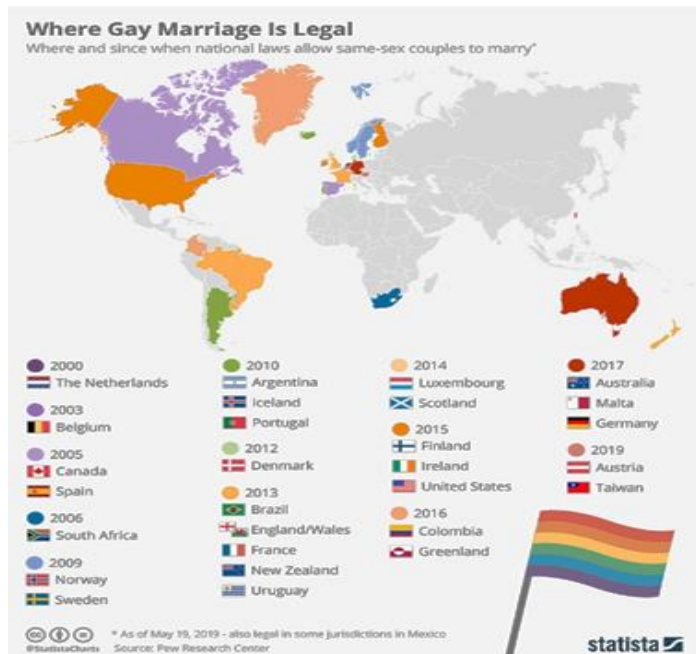 Where Gay Marriage Is Legal
Where and since when national laws allow same-sex couples to marry*
2000
The Netherlands
2003
Belgium
2005
Canada
Spain
2006
South Africa
2009
Norway
Sweden
2010
Argentina
Iceland
Portugal
2012
Denmark
2013
Brazil
England/Wales
France
New Zealand
Uruguay
2014
Luxembourg
Scotland
2015
Finland
Ireland
United States
2016
Colombia
Greenland
2017
Australia
Malta
Germany
2019
Austria
Taiwan
* As of May 19, 2019 - also legal in some jurisdictions in Mexico
@StatistaCharts Source: Pew Research Center
statista